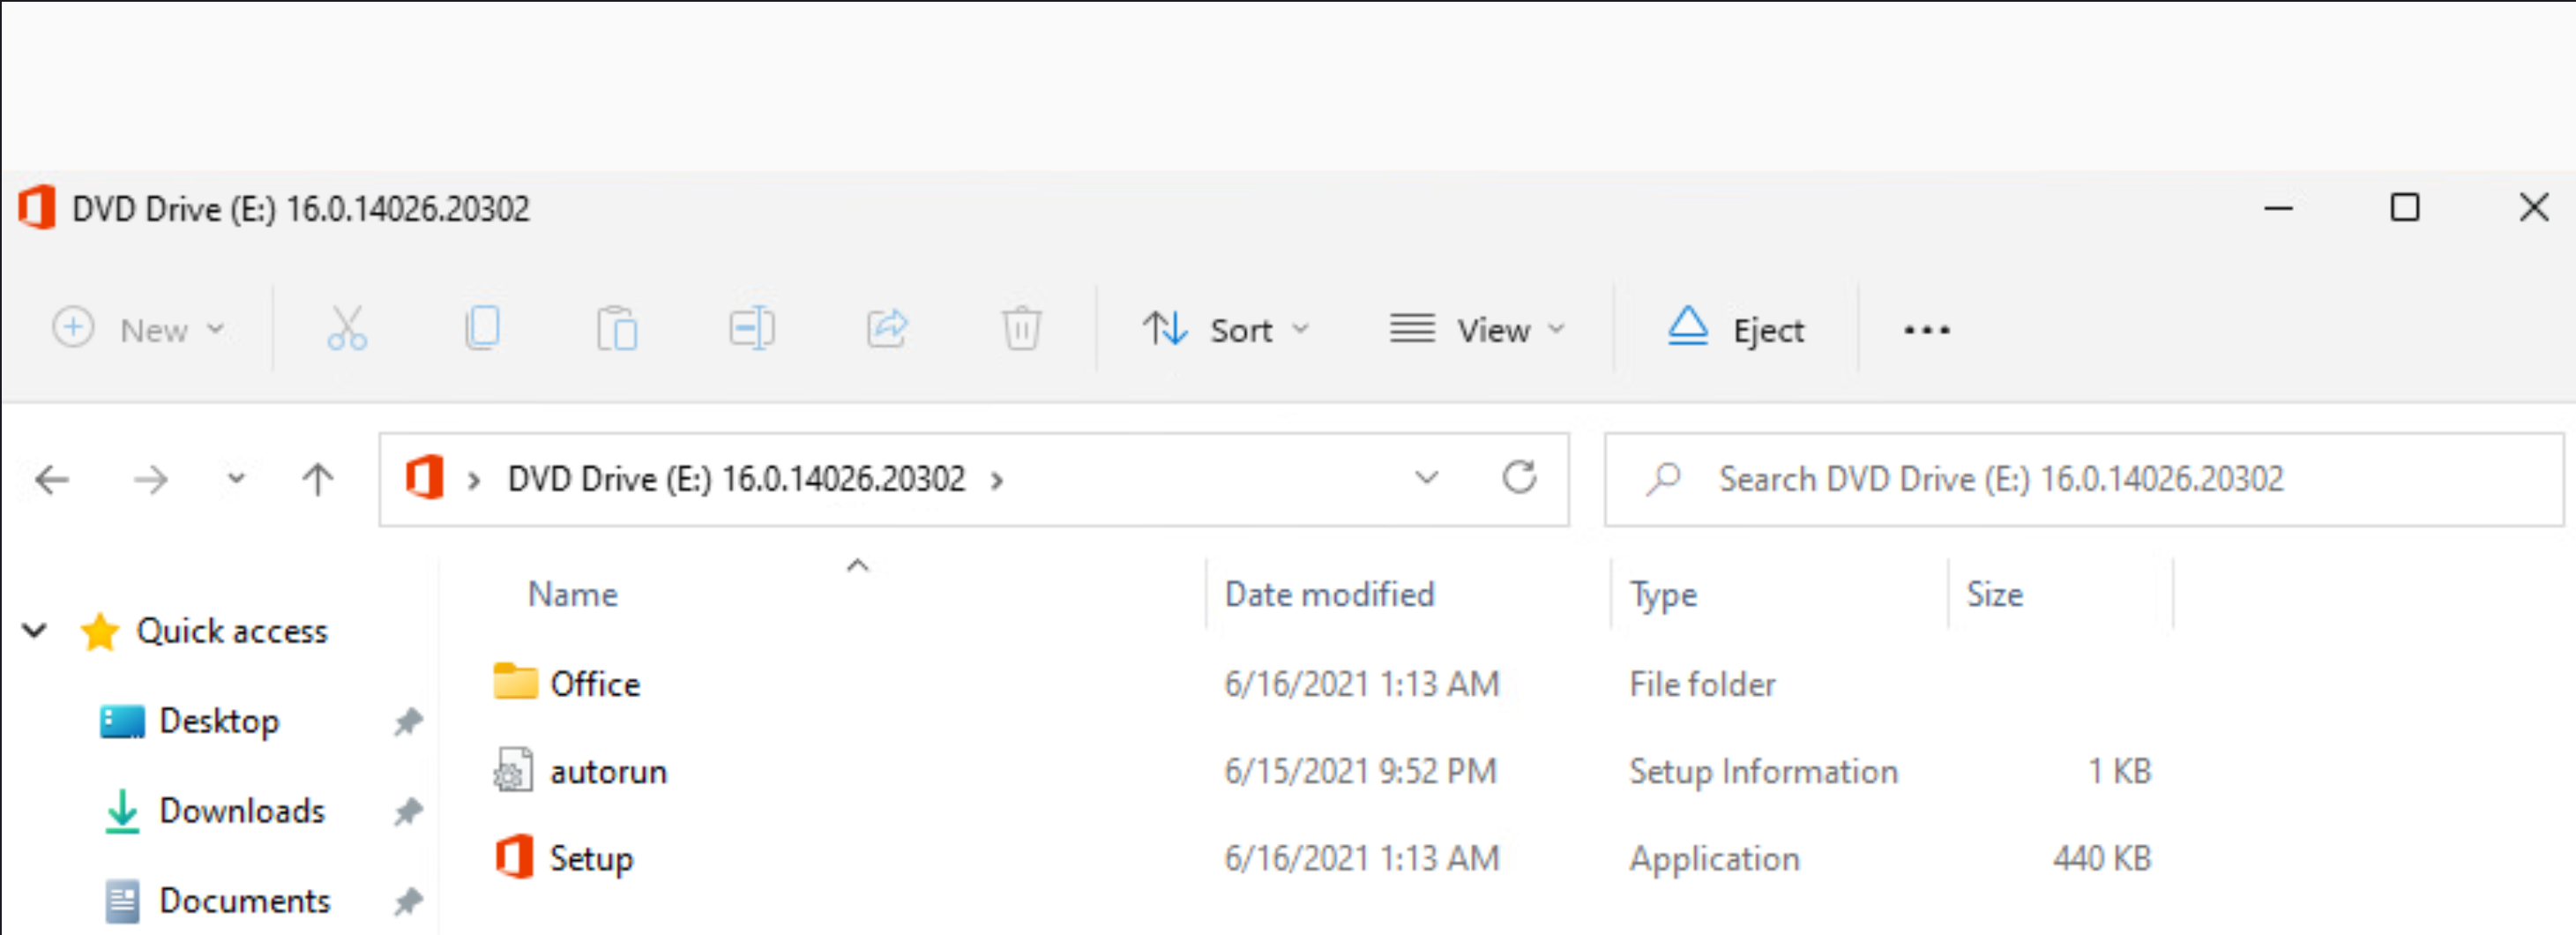 DVD Drive (E:) 16.0.14026.20302
New Sort View Eject
DVD Drive (E:) 16.0.14026.20302 Search DVD Drive (E:) 16.0.14026.20302
Name Date modified Type Size
Quick access
Office 6/16/2021 1:13 AM File folder
Desktop
autorun 6/15/2021 9:52 PM Setup Information 1 KB
Downloads
Setup 6/16/2021 1:13 AM Application 440 KB
Documents